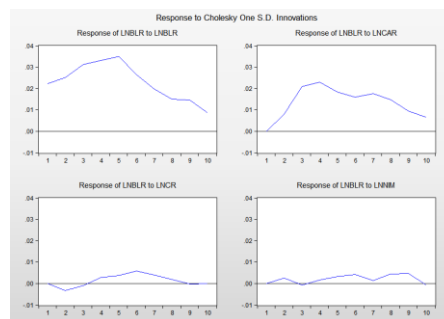 Response to Cholesky One S.D. Innovations
Response of LNBLR to LNBLR
Response of LNBLR to LNCAR
.04
.03
.02
.01
.00
-.01
1 2 3 4 5 6 7 8 9 10
.04
.03
.02
.01
.00
-.01
1 2 3 4 5 6 7 8 9 10
Response of LNBLR to LNCR
Response of LNBLR to LNNIM
.04
.03
.02
.01
.00
-.01
1 2 3 4 5 6 7 8 9 10
.04
.03
.02
.01
.00
-.01
1 2 3 4 5 6 7 8 9 10